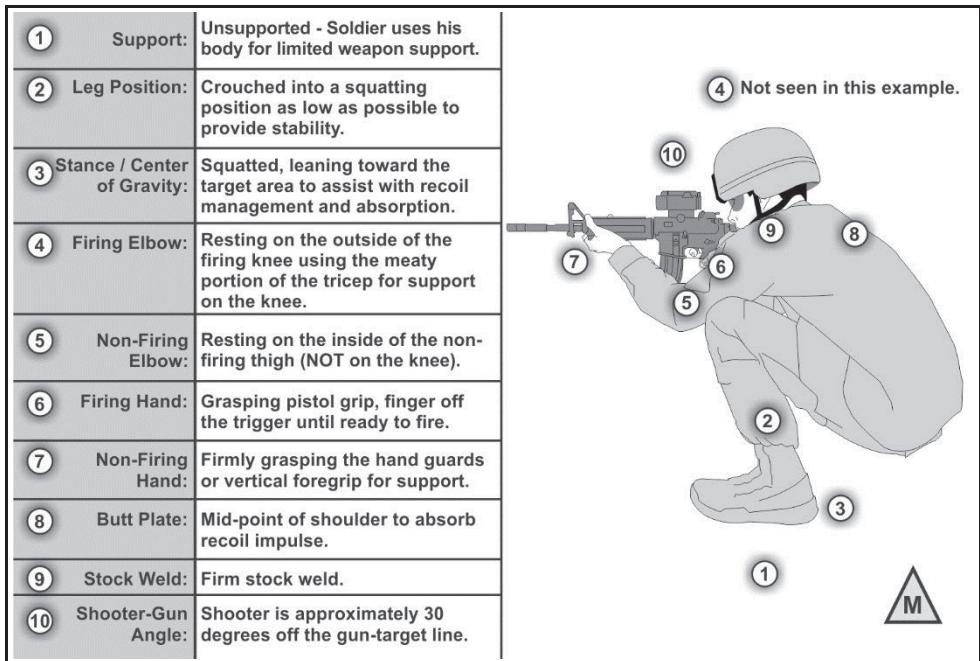 1 Support: Unsupported - Soldier uses his
body for limited weapon support.
2 Leg Position: Crouched into a squatting
position as low as possible to
provide stability.
3 Stance / Center
of Gravity: Squatted, leaning toward the
target area to assist with recoil
management and absorption.
4 Firing Elbow: Resting on the outside of the
firing knee using the meaty
portion of the tricep for support
on the knee.
5 Non-Firing
Elbow: Resting on the inside of the non-
firing thigh (NOT on the knee).
6 Firing Hand: Grasping pistol grip, finger off
the trigger until ready to fire.
7 Non-Firing
Hand: Firmly grasping the hand guards
or vertical foregrip for support.
8 Butt Plate: Mid-point of shoulder to absorb
recoil impulse.
9 Stock Weld: Firm stock weld.
10 Shooter-Gun
Angle: Shooter is approximately 30
degrees off the gun-target line.
4 Not seen in this example.
10
9
8
7
6
5
2
3
1
M